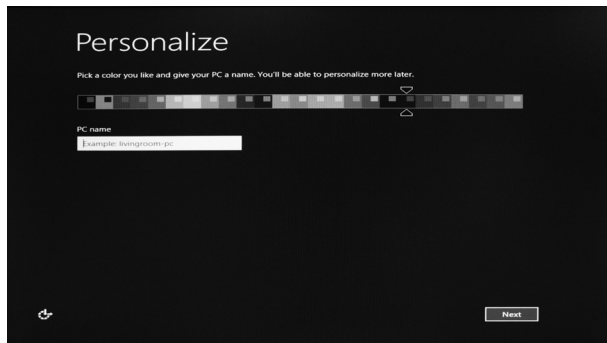 Personalize
Pick a color you like and give your PC a name. You'll be able to personalize more later.
PC name
Example: livingroom-pc
Next